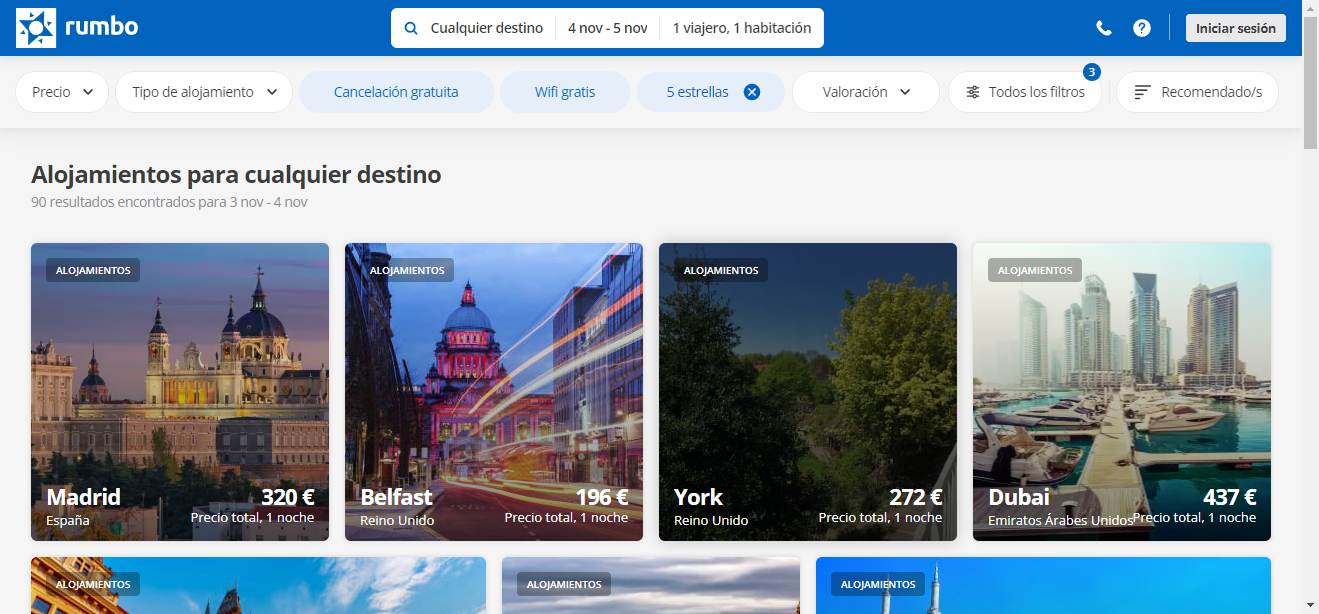 rumbo
Cualquier destino
4 nov - 5 nov
1 viajero, 1 habitación
?
Iniciar sesión
Precio
Tipo de alojamiento
Cancelación gratuita
Wifi gratis
5 estrellas
Valoración
Todos los filtros
3
Recomendado/s
Alojamientos para cualquier destino
90 resultados encontrados para 3 nov - 4 nov
ALOJAMIENTOS
Madrid
España
320 €
Precio total, 1 noche
ALOJAMIENTOS
Belfast
Reino Unido
196 €
Precio total, 1 noche
ALOJAMIENTOS
York
Reino Unido
272 €
Precio total, 1 noche
ALOJAMIENTOS
Dubai
Emiratos Árabes Unidos
437 €
Precio total, 1 noche
ALOJAMIENTOS
ALOJAMIENTOS
ALOJAMIENTOS